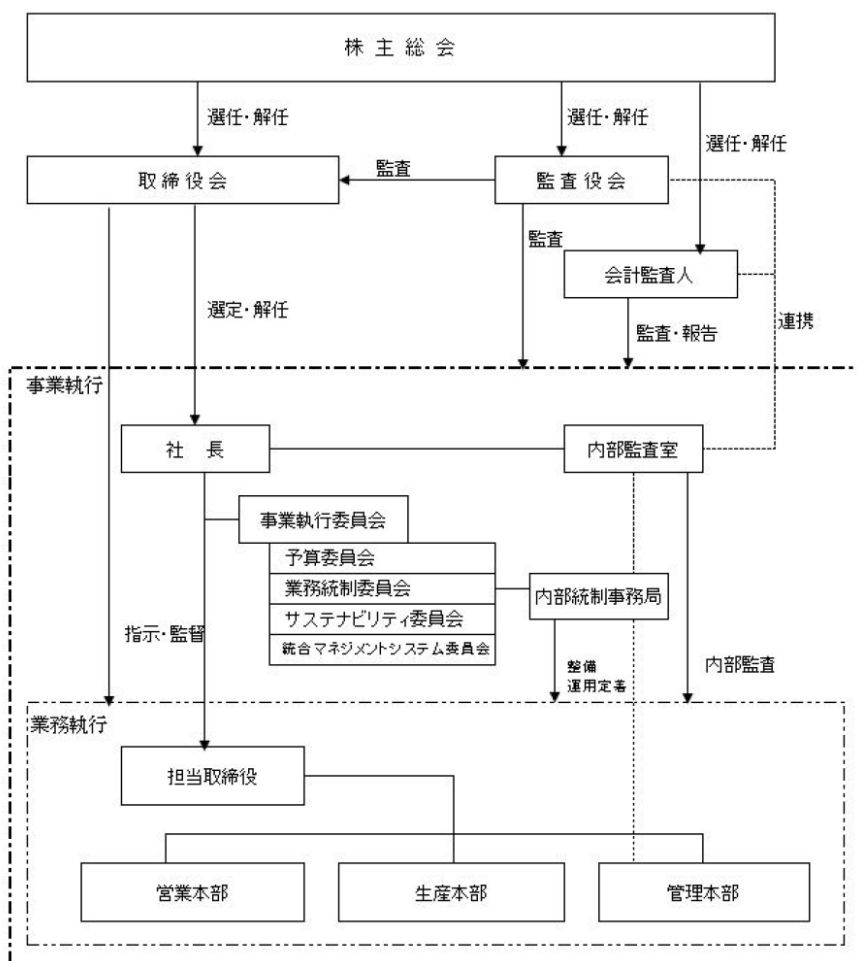 株主総会
選任・解任
選任・解任
選任・解任
取締役会
監査
監査役会
監査
会計監査人
選定・解任
監査・報告
連携
事業執行
社長
内部監査室
事業執行委員会
予算委員会
業務統制委員会
内部統制事務局
サステナビリティ委員会
指示・監督
統合マネジメントシステム委員会
整備
運用定着
内部監査
業務執行
担当取締役
営業本部
生産本部
管理本部